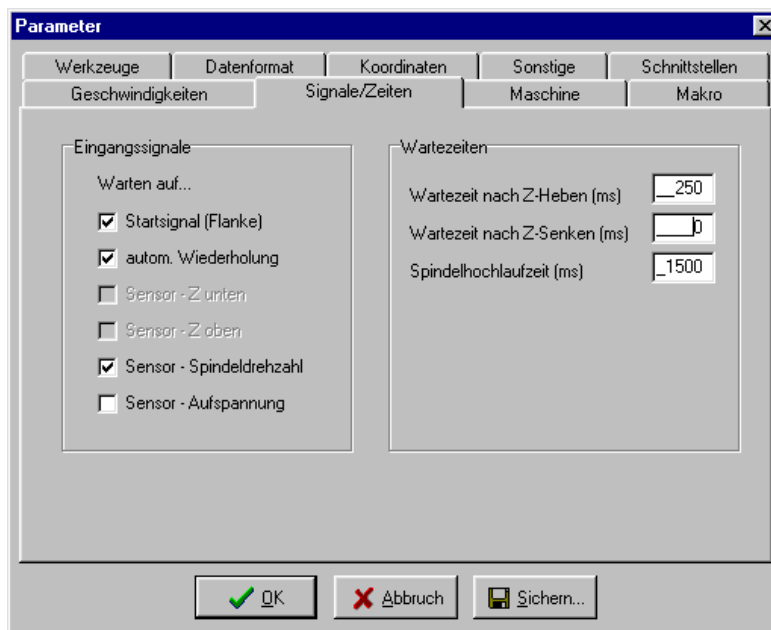 Parameter
Werkzeuge
Datenformat
Koordinaten
Sonstige
Schnittstellen
Geschwindigkeiten
Signale/Zeiten
Maschine
Makro
Eingangssignale
Warten auf...
Startsignal (Flanke)
autom. Wiederholung
Sensor - Z unten
Sensor - Z oben
Sensor - Spindeldrehzahl
Sensor - Aufspannung
Wartezeiten
Wartezeit nach Z-Heben (ms) __250
Wartezeit nach Z-Senken (ms) ____0
Spindelhochlaufzeit (ms) _1500
OK
Abbruch
Sichern...